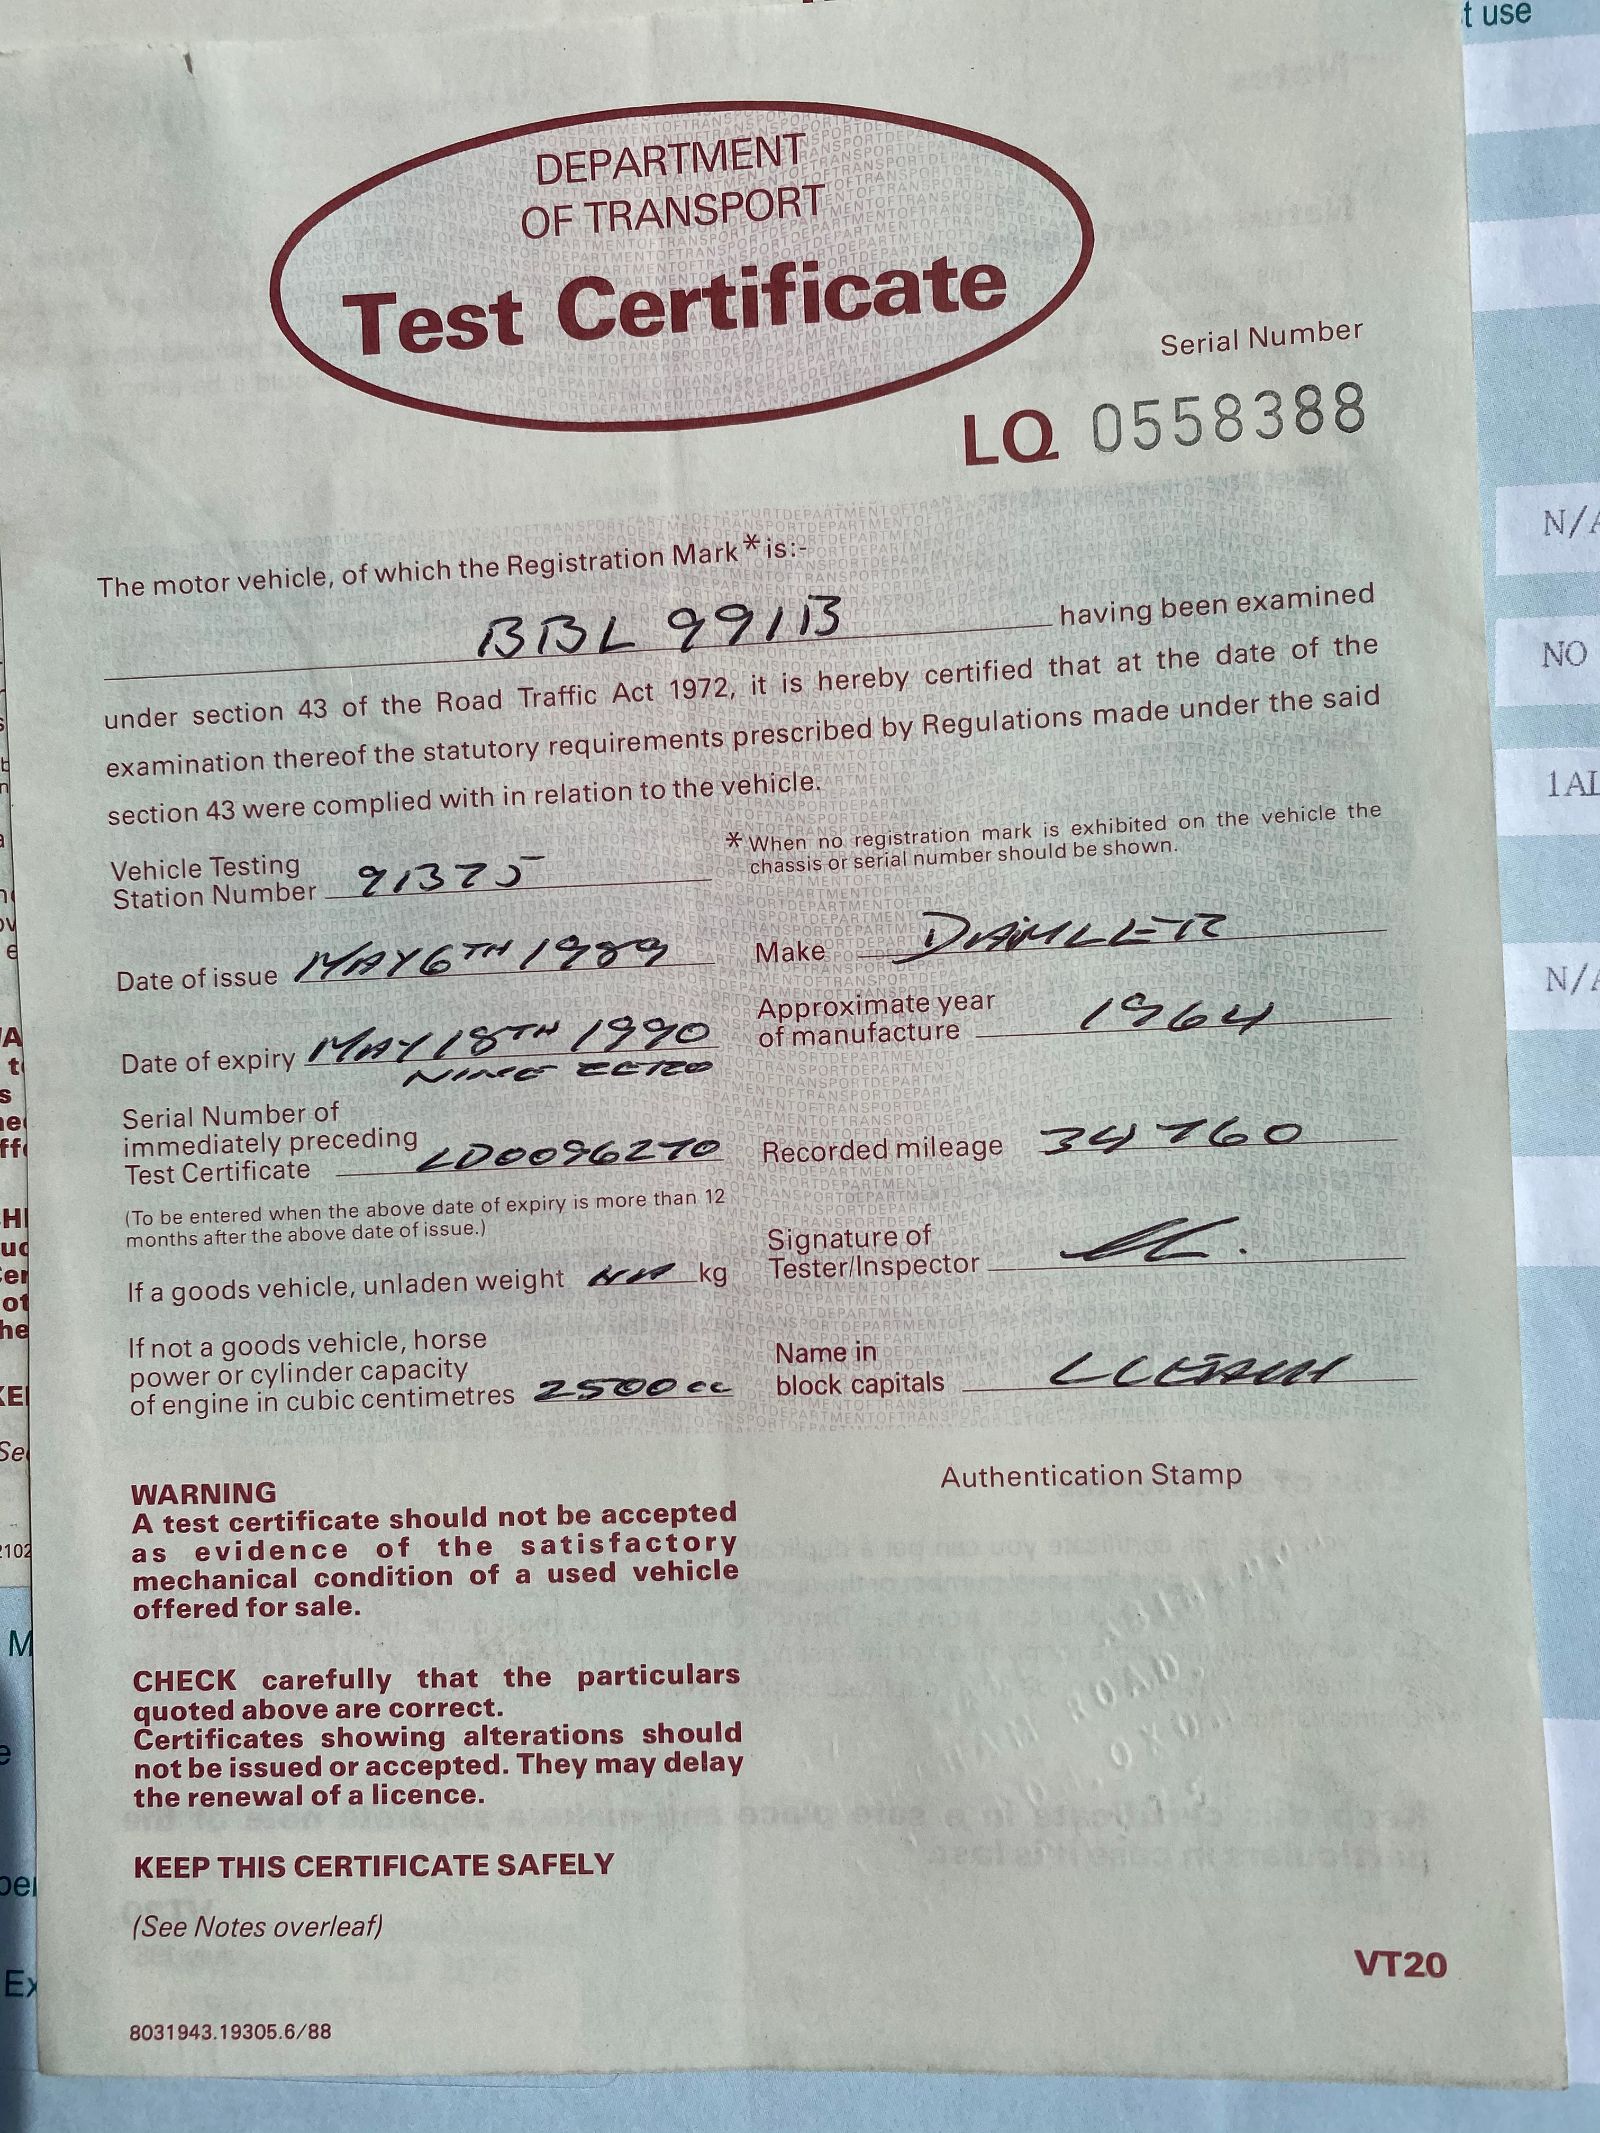 t use
DEPARTMENT
OF TRANSPORT
Test Certificate
Serial Number
LQ 0558388
The motor vehicle, of which the Registration Mark * is:-
BBL 991B having been examined
under section 43 of the Road Traffic Act 1972, it is hereby certified that at the date of the
examination thereof the statutory requirements prescribed by Regulations made under the said
section 43 were complied with in relation to the vehicle.
* When no registration mark is exhibited on the vehicle the
chassis or serial number should be shown.
Vehicle Testing
Station Number 91375
Date of issue MAY 6TH 1989
Make DAIMLER
Date of expiry MAY 18TH 1990
NINE ZERO
Approximate year
of manufacture 1964
Serial Number of
immediately preceding
Test Certificate LD0096270
(To be entered when the above date of expiry is more than 12
months after the above date of issue.)
Recorded mileage 34760
If a goods vehicle, unladen weight NA kg
Signature of
Tester/Inspector
If not a goods vehicle, horse
power or cylinder capacity
of engine in cubic centimetres 2500cc
Name in
block capitals
Authentication Stamp
WARNING
A test certificate should not be accepted
as evidence of the satisfactory
mechanical condition of a used vehicle
offered for sale.
CHECK carefully that the particulars
quoted above are correct.
Certificates showing alterations should
not be issued or accepted. They may delay
the renewal of a licence.
KEEP THIS CERTIFICATE SAFELY
(See Notes overleaf)
VT20
8031943.19305.6/88
N/A
NO
N/A